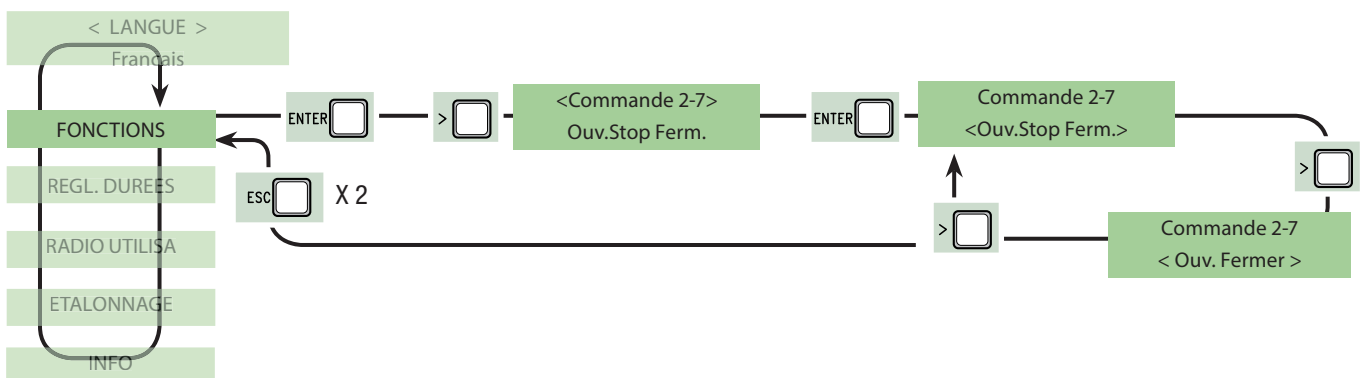 < LANGUE >
Francais
FONCTIONS
REGL. DUREES
RADIO UTILISA
ETALONNAGE
INFO
ENTER
>
<Commande 2-7>
Ouv.Stop Ferm.
ENTER
Commande 2-7
<Ouv.Stop Ferm.>
>
Commande 2-7
< Ouv. Fermer >
>
ESC
X 2